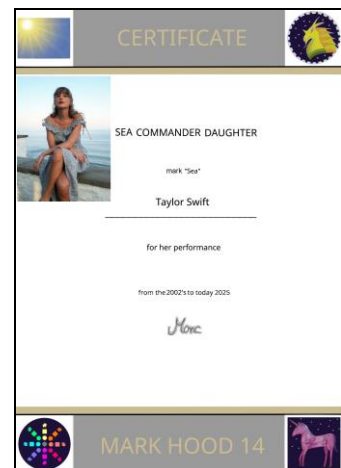 CERTIFICATE
SEA COMMANDER DAUGHTER
mark "Sea"
Taylor Swift
for her performance
from the 2002's to today 2025
MARK HOOD 14